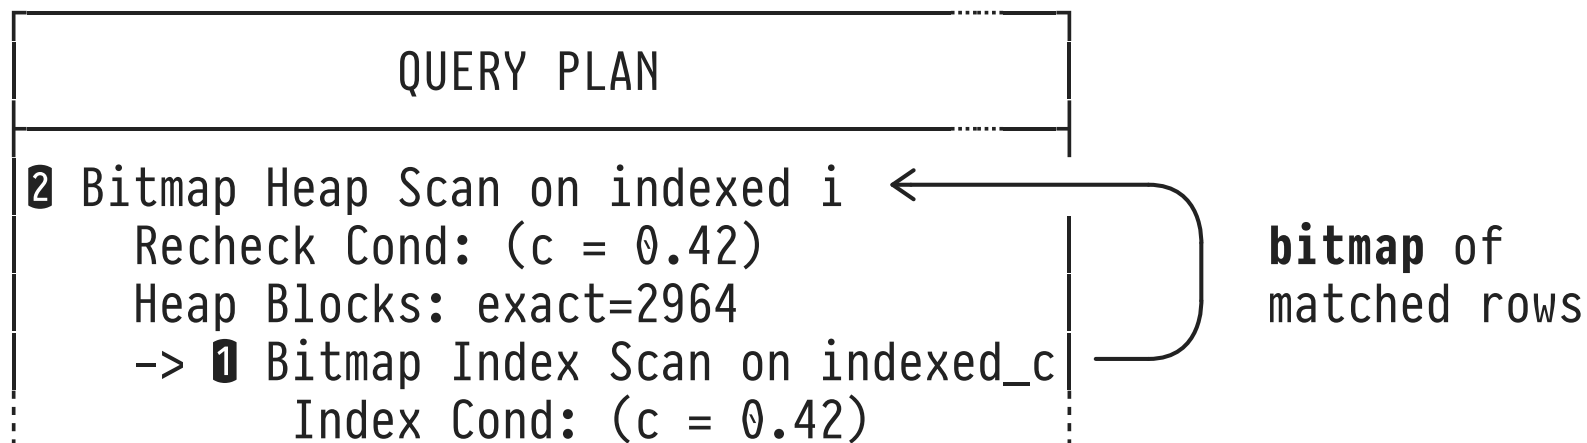 QUERY PLAN
2 Bitmap Heap Scan on indexed i
Recheck Cond: (c = 0.42)
Heap Blocks: exact=2964
-> 1 Bitmap Index Scan on indexed_c
Index Cond: (c = 0.42)
bitmap of
matched rows